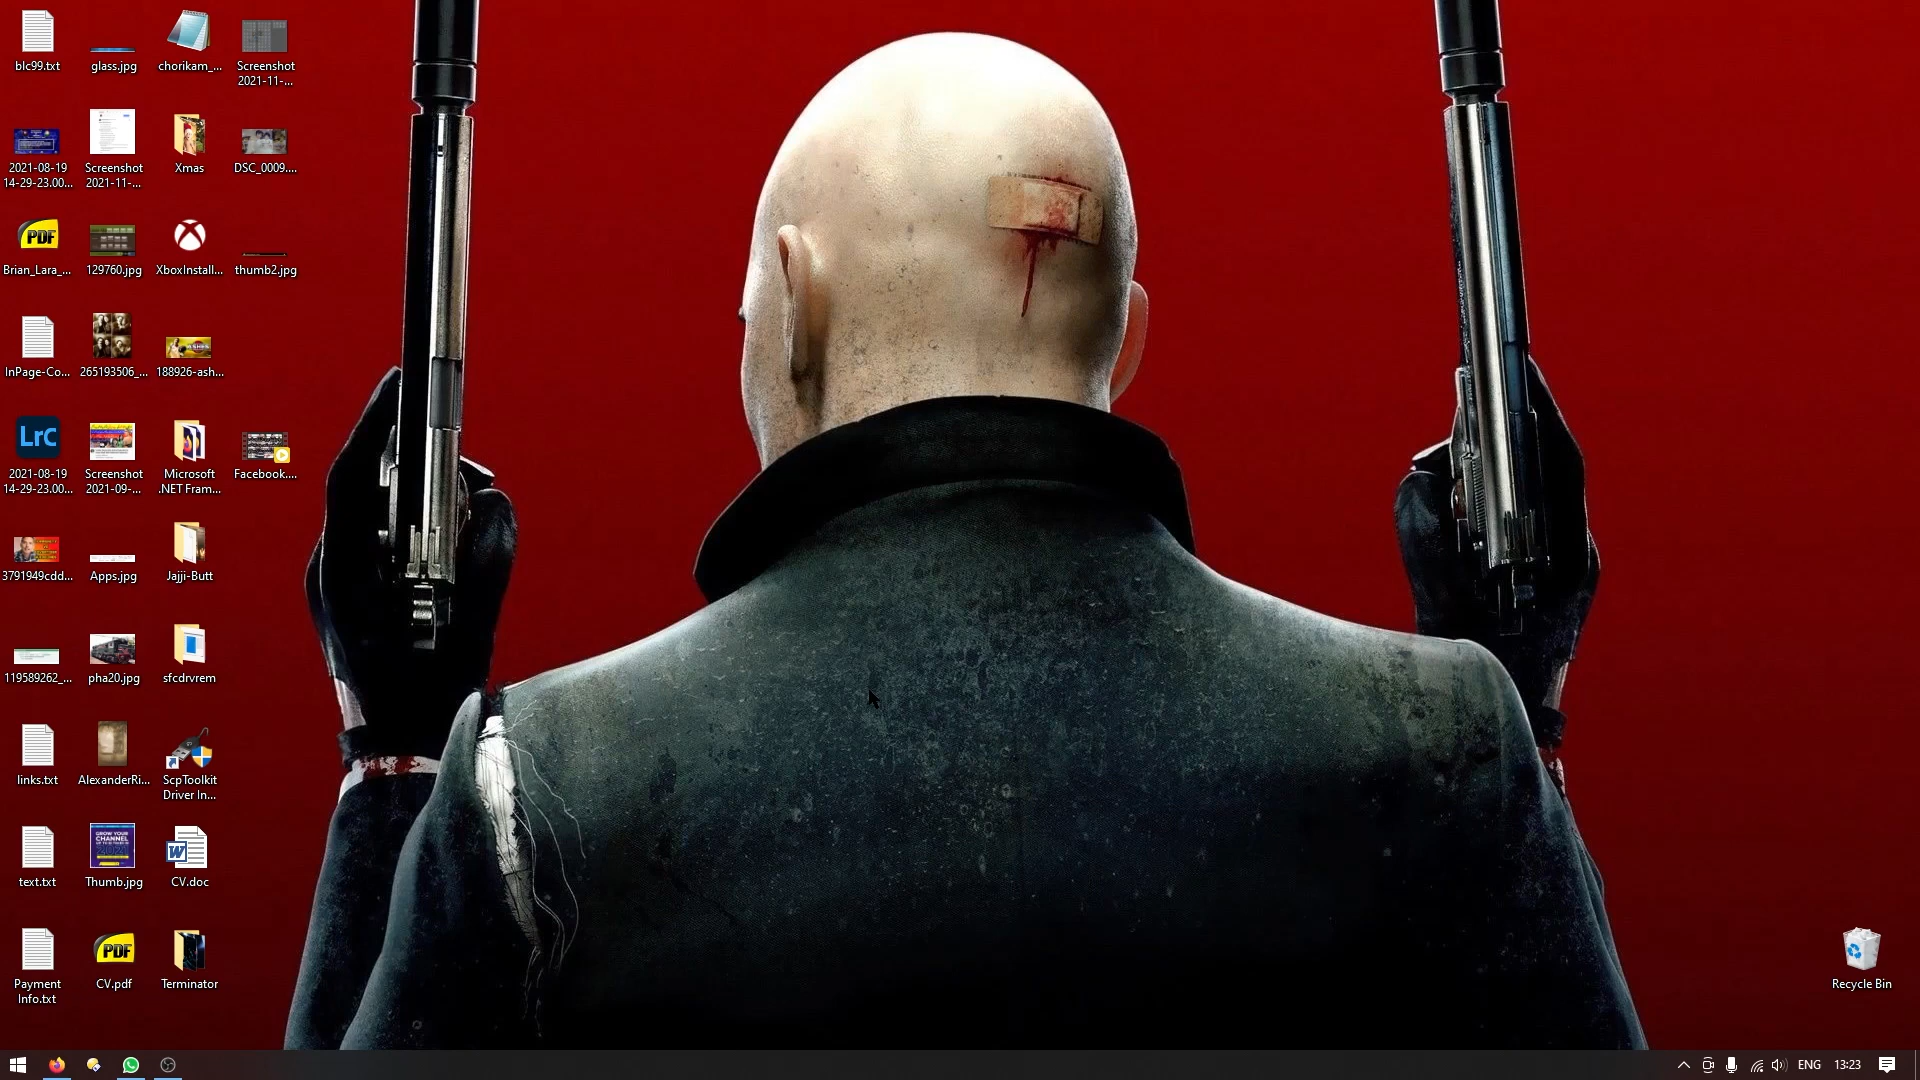 blc99.txt
glass.jpg
chorikam_...
Screenshot
2021-11-...
2021-08-19
14-29-23.00...
Screenshot
2021-11-...
Xmas
DSC_0009....
PDF
Brian_Lara_...
129760.jpg
XboxInstall...
thumb2.jpg
InPage-Co...
265193506_...
188926-ash...
LrC
2021-08-19
14-29-23.00...
Screenshot
2021-09-...
Microsoft
.NET Fram...
Facebook....
3791949cdd...
Apps.jpg
Jajji-Butt
119589262_...
pha20.jpg
sfcdrvrem
links.txt
AlexanderRi...
ScpToolkit
Driver In...
GROW YOUR
CHANNEL
text.txt
Thumb.jpg
W
CV.doc
Payment
Info.txt
PDF
CV.pdf
Terminator
Recycle Bin
ENG
13:23